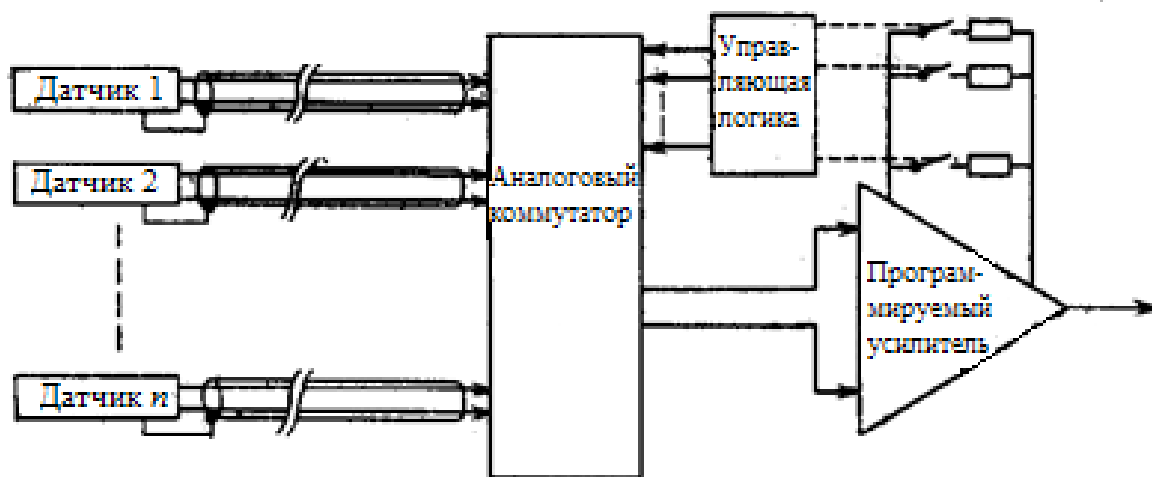 Датчик 1
Датчик 2
Датчик n
Аналоговый
коммутатор
Управ-
ляющая
логика
Програм-
мируемый
усилитель